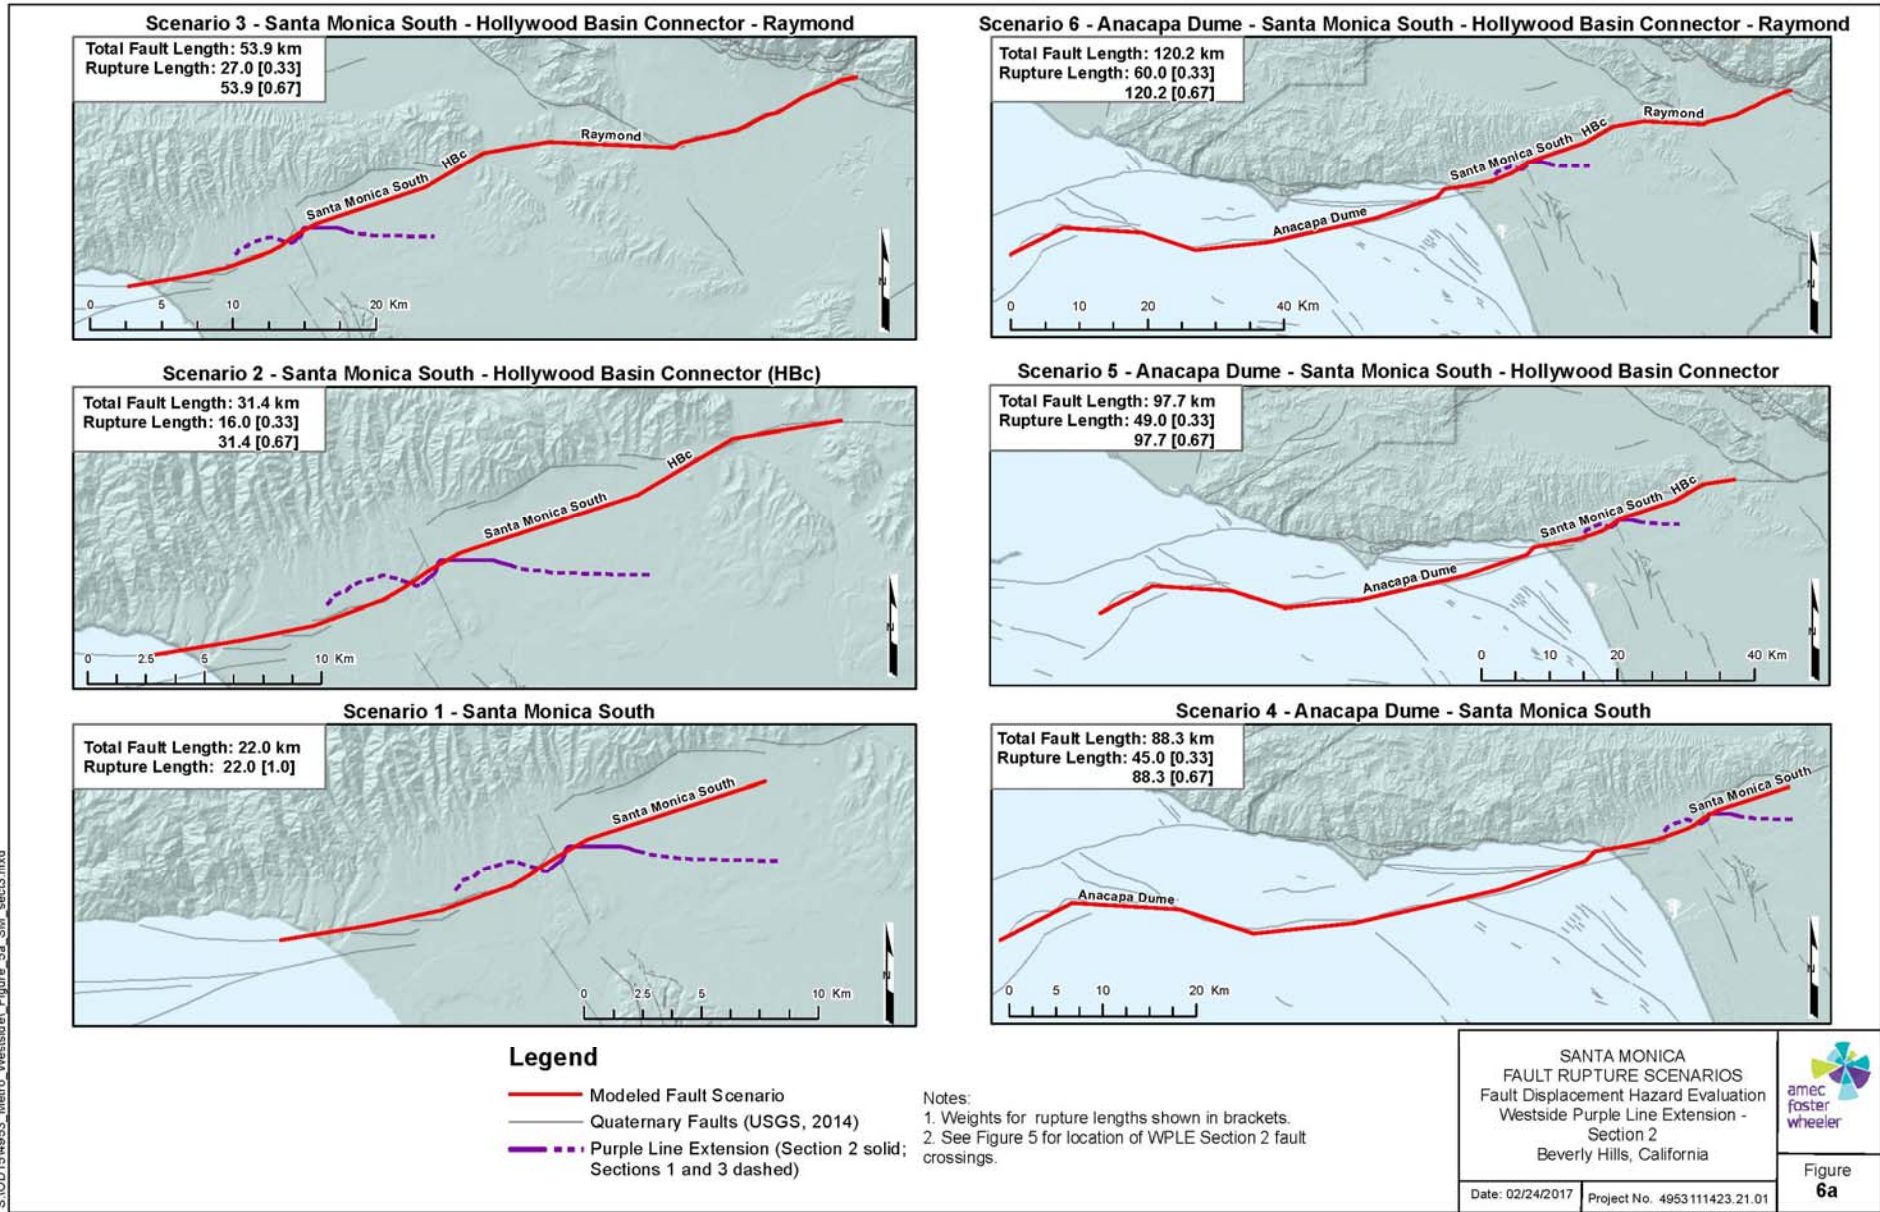 Scenario 3 - Santa Monica South - Hollywood Basin Connector - Raymond
Total Fault Length: 53.9 km
Rupture Length: 27.0 [0.33]
53.9 [0.67]
Raymond
HBc
Santa Monica South
0 5 10 20 Km
N
Scenario 6 - Anacapa Dume - Santa Monica South - Hollywood Basin Connector - Raymond
Total Fault Length: 120.2 km
Rupture Length: 60.0 [0.33]
120.2 [0.67]
Raymond
HBc
Santa Monica South
Anacapa Dume
0 10 20 40 Km
N
Scenario 2 - Santa Monica South - Hollywood Basin Connector (HBc)
Total Fault Length: 31.4 km
Rupture Length: 16.0 [0.33]
31.4 [0.67]
HBc
Santa Monica South
0 2.5 5 10 Km
N
Scenario 5 - Anacapa Dume - Santa Monica South - Hollywood Basin Connector
Total Fault Length: 97.7 km
Rupture Length: 49.0 [0.33]
97.7 [0.67]
HBc
Santa Monica South
Anacapa Dume
0 10 20 40 Km
N
Scenario 1 - Santa Monica South
Total Fault Length: 22.0 km
Rupture Length: 22.0 [1.0]
Santa Monica South
0 2.5 5 10 Km
N
Scenario 4 - Anacapa Dume - Santa Monica South
Total Fault Length: 88.3 km
Rupture Length: 45.0 [0.33]
88.3 [0.67]
Santa Monica South
Anacapa Dume
0 5 10 20 Km
N
Legend
Modeled Fault Scenario
Quaternary Faults (USGS, 2014)
Purple Line Extension (Section 2 solid;
Sections 1 and 3 dashed)
Notes:
1. Weights for rupture lengths shown in brackets.
2. See Figure 5 for location of WPLE Section 2 fault
crossings.
SANTA MONICA
FAULT RUPTURE SCENARIOS
Fault Displacement Hazard Evaluation
Westside Purple Line Extension -
Section 2
Beverly Hills, California
Date: 02/24/2017
Project No. 4953111423.21.01
amec
foster
wheeler
Figure
6a